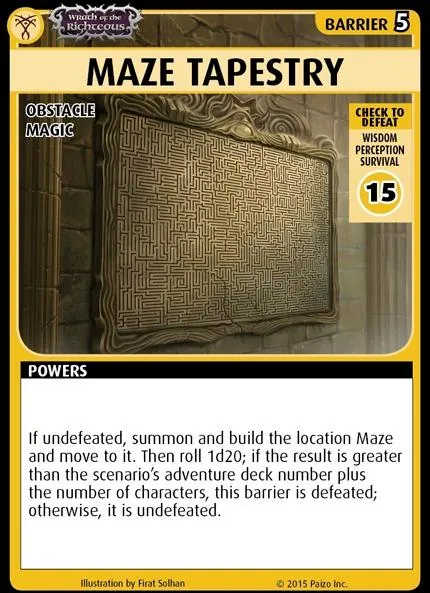 Wrath of the
Righteous
BARRIER 5
MAZE TAPESTRY
OBSTACLE
MAGIC
CHECK TO
DEFEAT
WISDOM
PERCEPTION
SURVIVAL
15
POWERS
If undefeated, summon and build the location Maze
and move to it. Then roll 1d20; if the result is greater
than the scenario’s adventure deck number plus
the number of characters, this barrier is defeated;
otherwise, it is undefeated.
Illustration by Firat Solhan
© 2015 Paizo Inc.